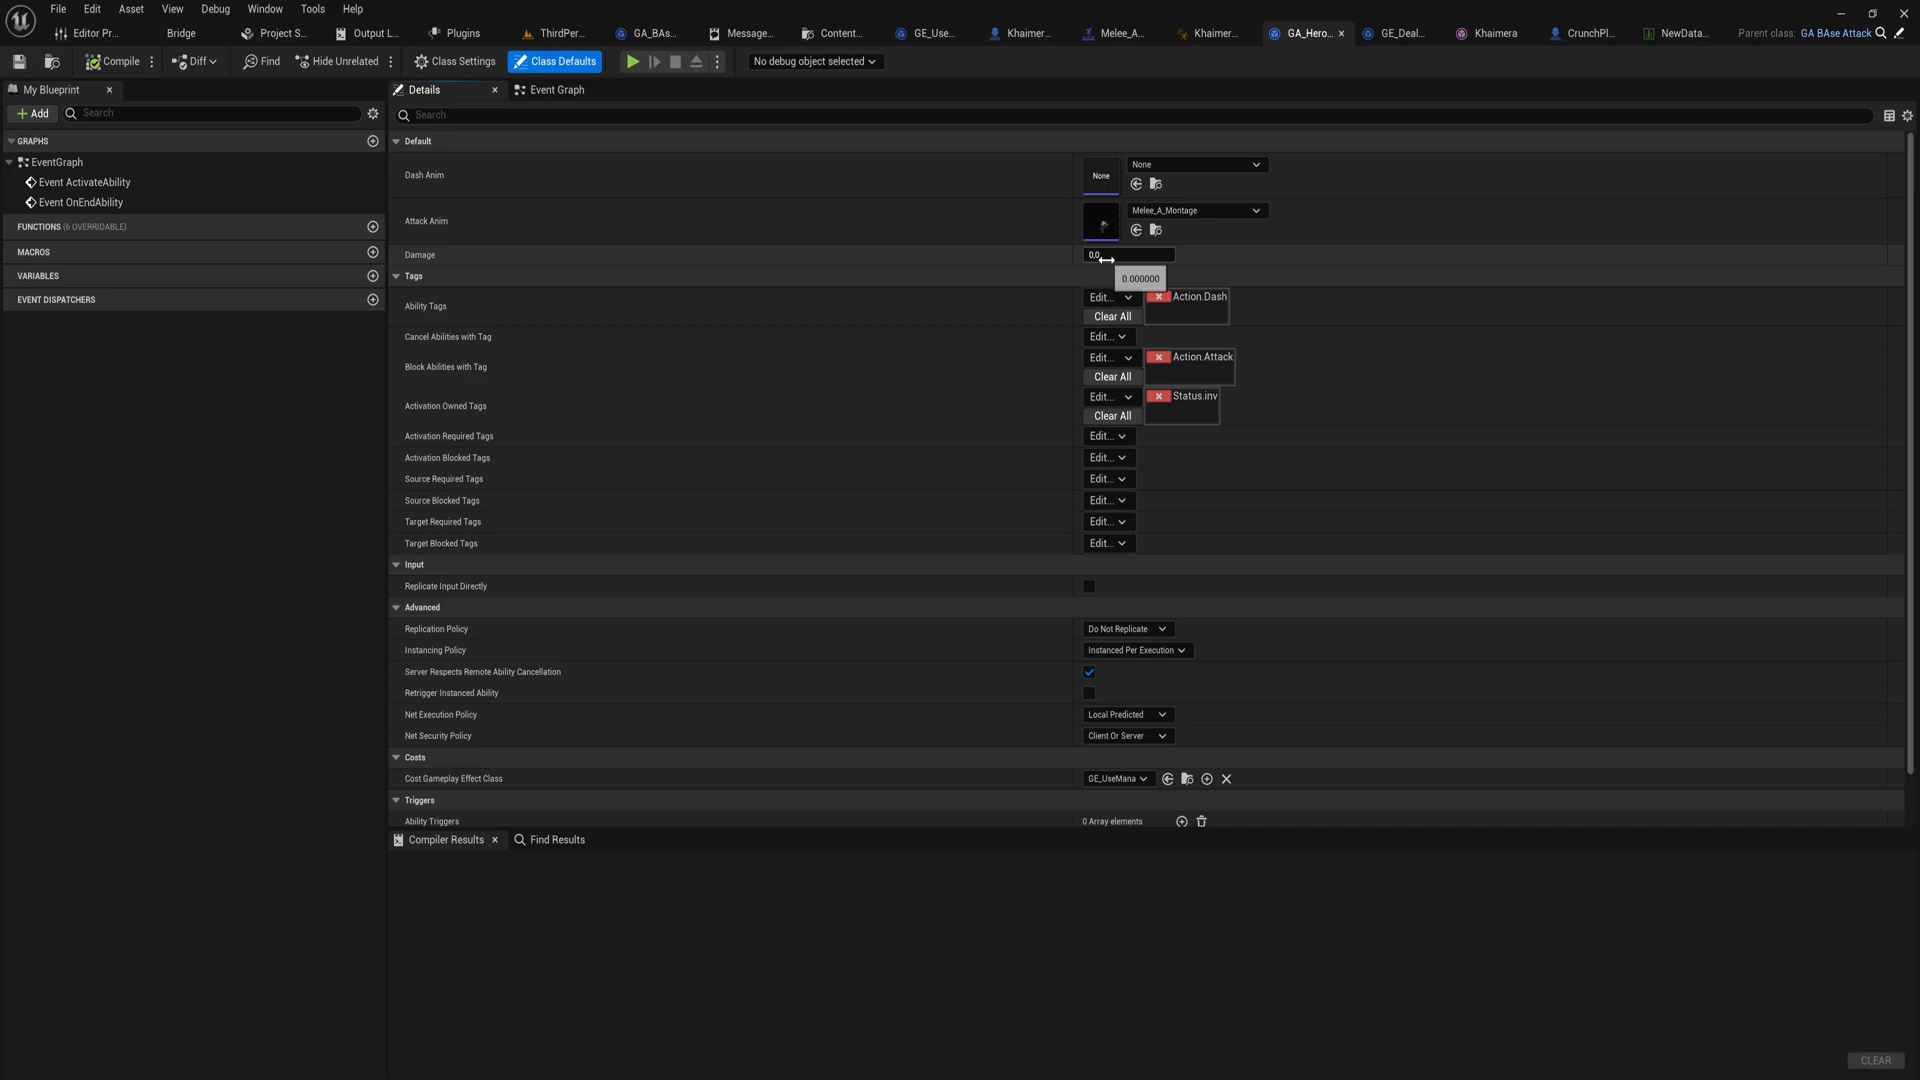 File Edit Asset View Debug Window Tools Help
Editor Pr... Bridge Project S... Output L... Plugins ThirdPer... GA_BAs... Message... Content... GE_Use... Khaimer... Melee_A... Khaimer... GA_Hero... GE_Deal... Khaimera CrunchPl... NewData... Parent class: GA BAse Attack
Compile Diff Find Hide Unrelated Class Settings Class Defaults No debug object selected
My Blueprint Details Event Graph
Add Search Search
GRAPHS
EventGraph
Event ActivateAbility
Event OnEndAbility
FUNCTIONS (6 OVERRIDABLE)
MACROS
VARIABLES
EVENT DISPATCHERS
Default
Dash Anim None None
Attack Anim Melee_A_Montage
Damage 0,0
0.000000
Tags
Ability Tags Edit... Action.Dash
Clear All
Cancel Abilities with Tag Edit...
Block Abilities with Tag Edit... Action.Attack
Clear All
Activation Owned Tags Edit... Status.inv
Clear All
Activation Required Tags Edit...
Activation Blocked Tags Edit...
Source Required Tags Edit...
Source Blocked Tags Edit...
Target Required Tags Edit...
Target Blocked Tags Edit...
Input
Replicate Input Directly
Advanced
Replication Policy Do Not Replicate
Instancing Policy Instanced Per Execution
Server Respects Remote Ability Cancellation
Retrigger Instanced Ability
Net Execution Policy Local Predicted
Net Security Policy Client Or Server
Costs
Cost Gameplay Effect Class GE_UseMana
Triggers
Ability Triggers 0 Array elements
Compiler Results Find Results
CLEAR